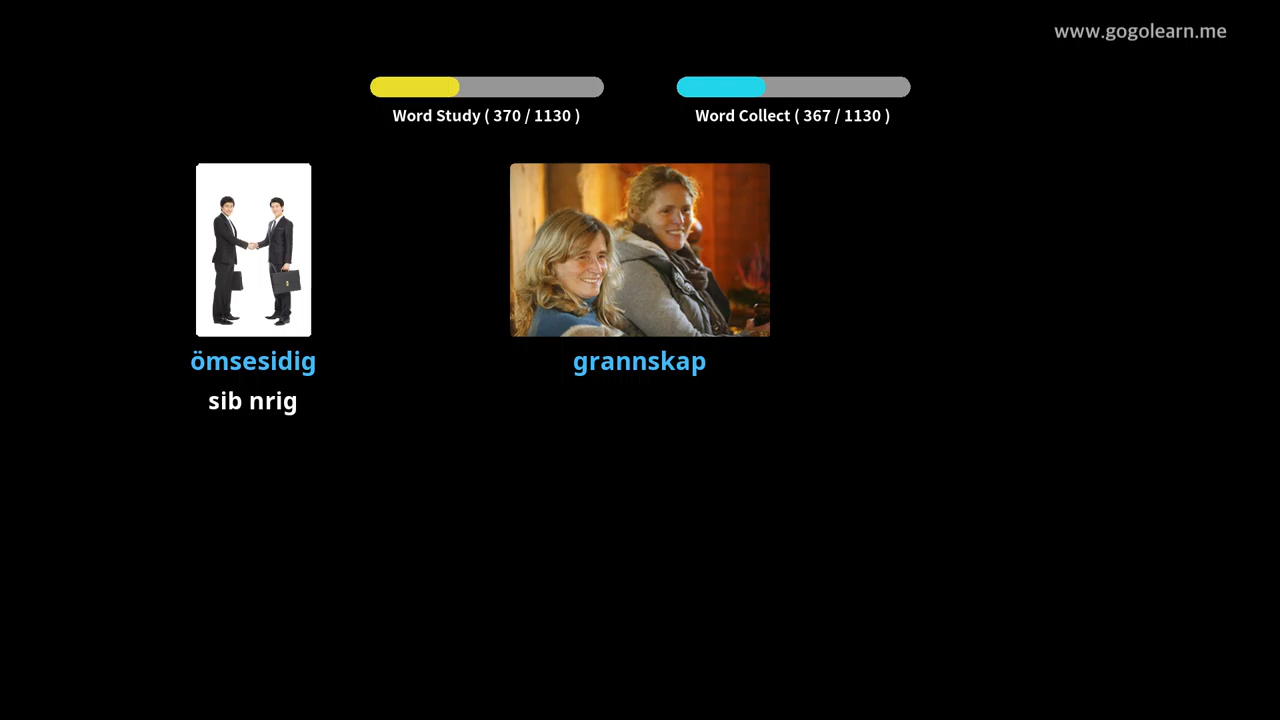 www.gogolearn.me
Word Study ( 370 / 1130 )
Word Collect ( 367 / 1130 )
ömsesidig
grannskap
sib nrig